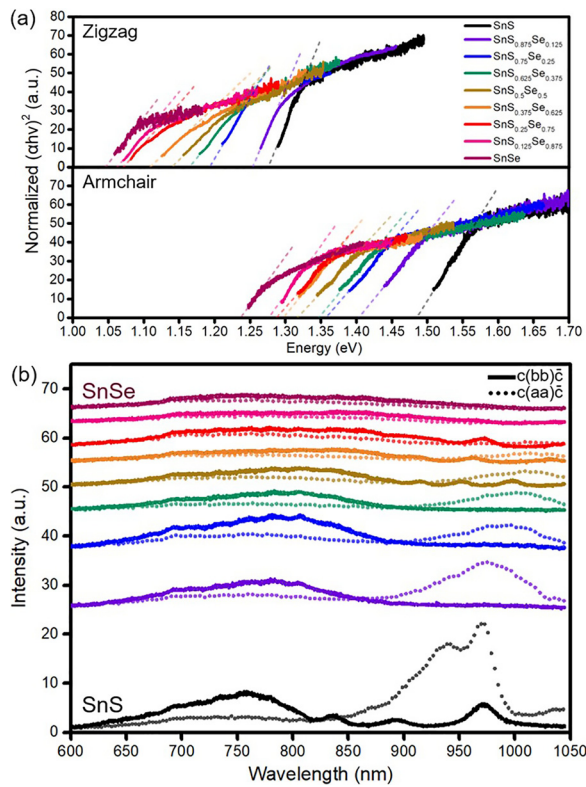 (a)
Zigzag
SnS
SnS0.875Se0.125
SnS0.75Se0.25
SnS0.625Se0.375
SnS0.5Se0.5
SnS0.375Se0.625
SnS0.25Se0.75
SnS0.125Se0.875
SnSe
80
70
60
50
40
30
20
10
0
Armchair
80
70
60
50
40
30
20
10
0
Normalized (αhv)² (a.u.)
1.00 1.05 1.10 1.15 1.20 1.25 1.30 1.35 1.40 1.45 1.50 1.55 1.60 1.65 1.70
Energy (eV)
(b)
SnSe
c(bb)c̄
c(aa)c̄
70
60
50
40
30
20
10
0
Intensity (a.u.)
SnS
600 650 700 750 800 850 900 950 1000 1050
Wavelength (nm)